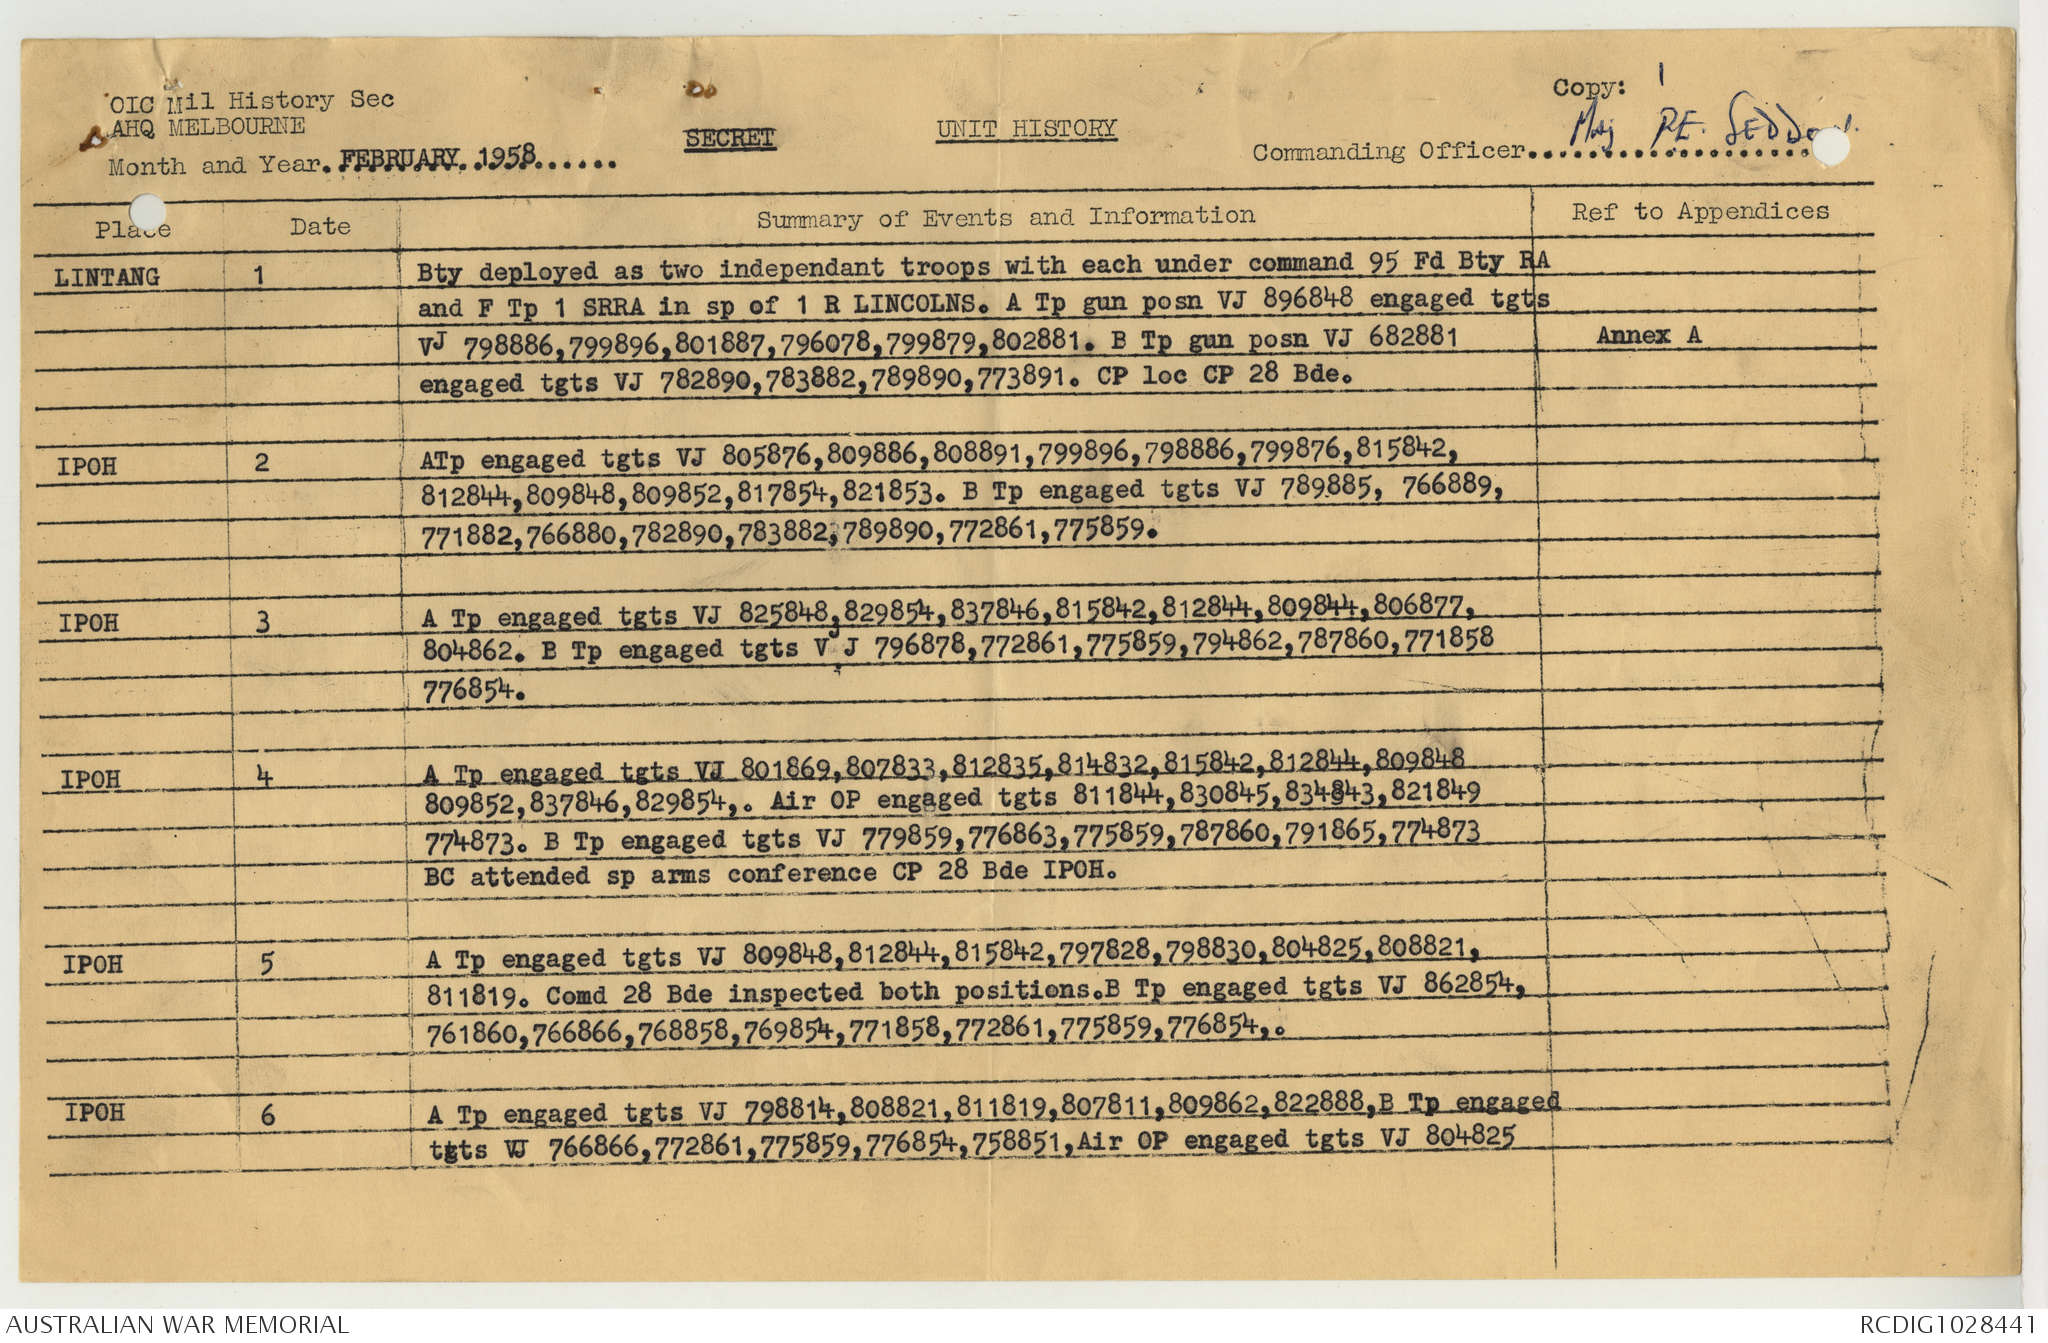 OIC Mil History Sec
AHQ MELBOURNE
Month and Year. FEBRUARY 1958......
SECRET
UNIT HISTORY
Copy: 1
Commanding Officer. Maj P.E. SEDDON.
Place
Date
Summary of Events and Information
Ref to Appendices
LINTANG 1 Bty deployed as two independant troops with each under command 95 Fd Bty RA
and F Tp 1 SRRA in sp of 1 R LINCOLNS. A Tp gun posn VJ 896848 engaged tgts
VJ 798886,799896,801887,796078,799879,802881. B Tp gun posn VJ 682881 Annex A
engaged tgts VJ 782890,783882,789890,773891. CP loc CP 28 Bde.
IPOH 2 ATp engaged tgts VJ 805876,809886,808891,799896,798886,799876,815842,
812844,809848,809852,817854,821853. B Tp engaged tgts VJ 789885, 766889,
771882,766880,782890,783882,789890,772861,775859.
IPOH 3 A Tp engaged tgts VJ 825848,829854,837846,815842,812844,809844,806877,
804862. B Tp engaged tgts V J 796878,772861,775859,794862,787860,771858
776854.
IPOH 4 A Tp engaged tgts VJ 801869,807833,812835,814832,815842,812844,809848
809852,837846,829854,. Air OP engaged tgts 811844,830845,834843,821849
774873. B Tp engaged tgts VJ 779859,776863,775859,787860,791865,774873
BC attended sp arms conference CP 28 Bde IPOH.
IPOH 5 A Tp engaged tgts VJ 809848,812844,815842,797828,798830,804825,808821,
811819. Comd 28 Bde inspected both positions.B Tp engaged tgts VJ 862854,
761860,766866,768858,769854,771858,772861,775859,776854,.
IPOH 6 A Tp engaged tgts VJ 798814,808821,811819,807811,809862,822888,B Tp engaged
tgts VJ 766866,772861,775859,776854,758851,Air OP engaged tgts VJ 804825
AUSTRALIAN WAR MEMORIAL
RCDIG1028441